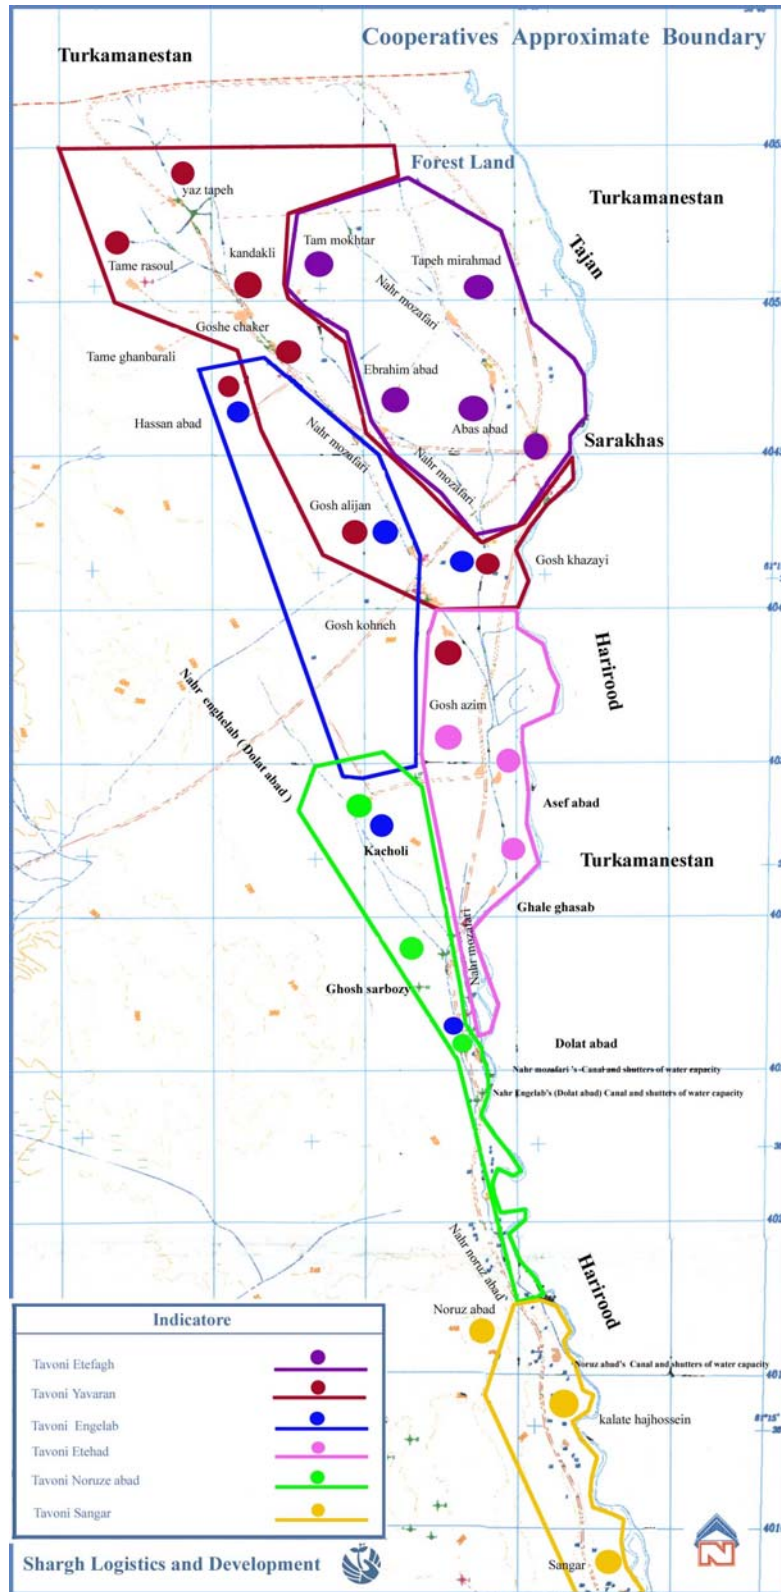 Cooperatives Approximate Boundary
Turkamanestan
Forest Land
yaz tapeh
Turkamanestan
Tam mokhtar
Tapeh mirahmad
Tajan
kandakli
Tame rasoul
Nahr mozafari
Goshe chaker
Tame ghanbarali
Ebrahim abad
Hassan abad
Abas abad
Sarakhas
Nahr mozafari
Nahr mozafari
Gosh alijan
Gosh khazayi
Gosh kohneh
Harirood
Nahr enghelab ( Dolat abad )
Gosh azim
Asef abad
Kacholi
Turkamanestan
Ghale ghasab
Nahr mozafari
Ghosh sarbozy
Dolat abad
Nahr mozafari 's -Canal and shutters of water capacity
Nahr Engelab's (Dolat abad) Canal and shutters of water capacity
Nahr noruz abad
Harirood
Noruz abad
Noruz abad's Canal and shutters of water capacity
kalate hajhossein
Sangar
Indicatore
Tavoni Etefagh
Tavoni Yavaran
Tavoni Engelab
Tavoni Etehad
Tavoni Noruze abad
Tavoni Sangar
Shargh Logistics and Development
N